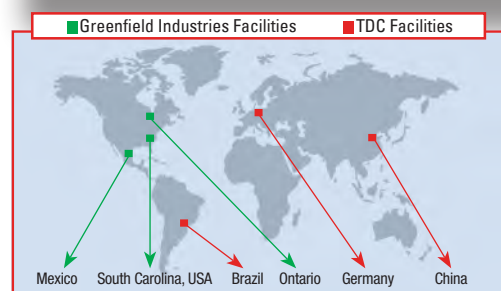 Greenfield Industries Facilities TDC Facilities
Mexico South Carolina, USA Brazil Ontario Germany China